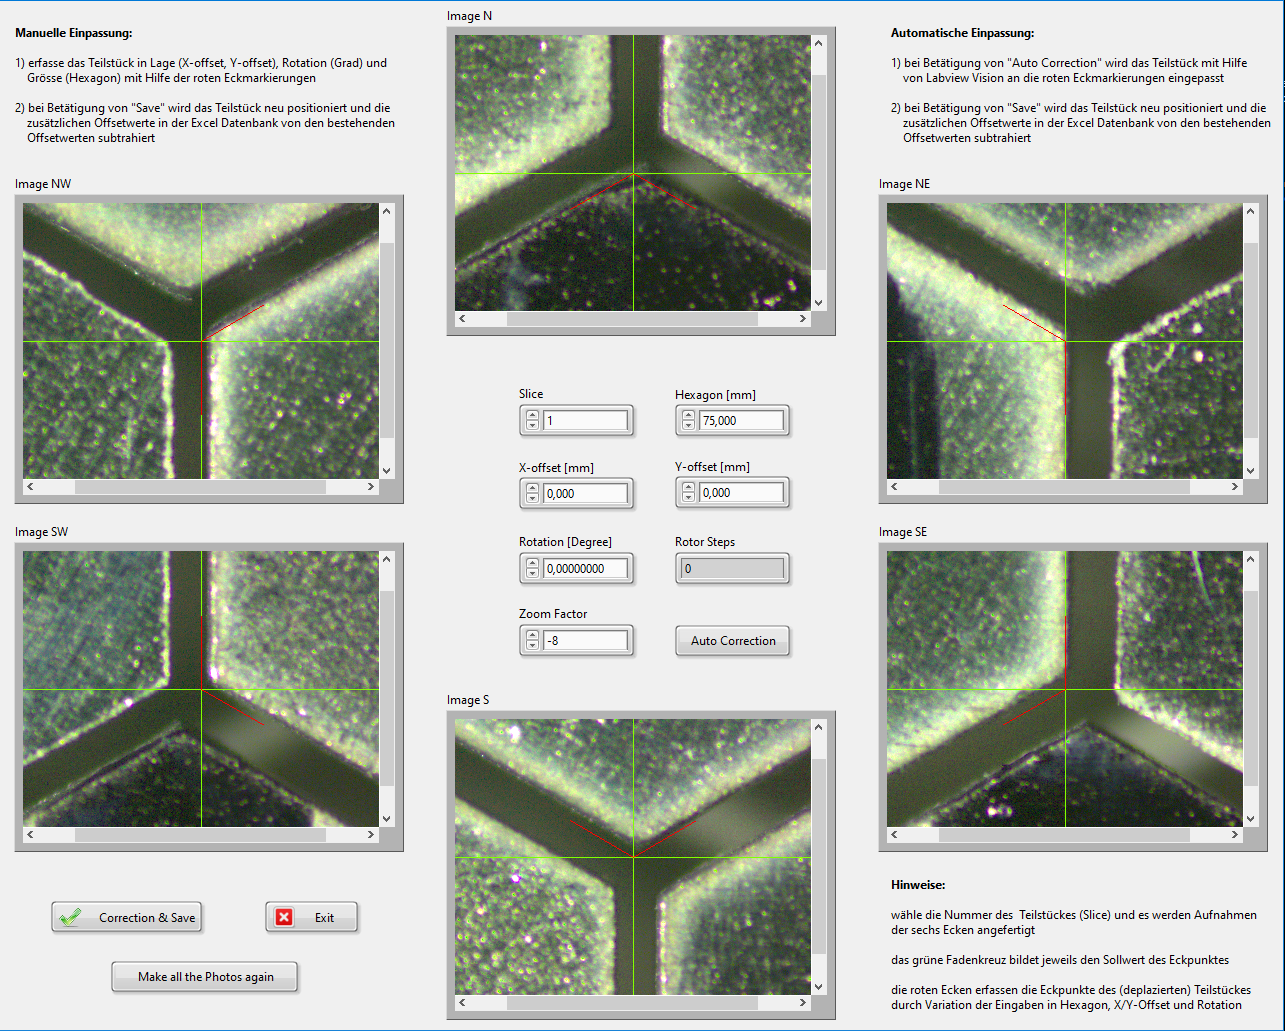 Image N
Manuelle Einpassung:
1) erfasse das Teilstück in Lage (X-offset, Y-offset), Rotation (Grad) und
Grösse (Hexagon) mit Hilfe der roten Eckmarkierungen
2) bei Betätigung von "Save" wird das Teilstück neu positioniert und die
zusätzlichen Offsetwerte in der Excel Datenbank von den bestehenden
Offsetwerten subtrahiert
Automatische Einpassung:
1) bei Betätigung von "Auto Correction" wird das Teilstück mit Hilfe
von Labview Vision an die roten Eckmarkierungen eingepasst
2) bei Betätigung von "Save" wird das Teilstück neu positioniert und die
zusätzlichen Offsetwerte in der Excel Datenbank von den bestehenden
Offsetwerten subtrahiert
Image NW
Image NE
Slice
1
Hexagon [mm]
75,000
X-offset [mm]
0,000
Y-offset [mm]
0,000
Rotation [Degree]
0,00000000
Rotor Steps
0
Zoom Factor
-8
Auto Correction
Image SW
Image SE
Image S
Correction & Save
Exit
Make all the Photos again
Hinweise:
wähle die Nummer des Teilstückes (Slice) und es werden Aufnahmen
der sechs Ecken angefertigt
das grüne Fadenkreuz bildet jeweils den Sollwert des Eckpunktes
die roten Ecken erfassen die Eckpunkte des (deplazierten) Teilstückes
durch Variation der Eingaben in Hexagon, X/Y-Offset und Rotation